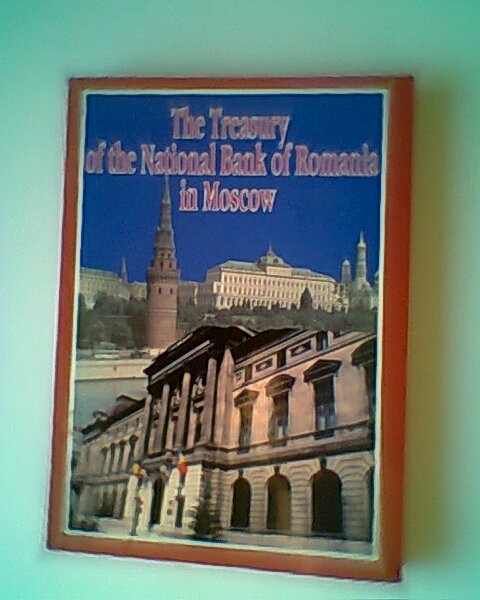 The Treasury
of the National Bank of Romania
in Moscow